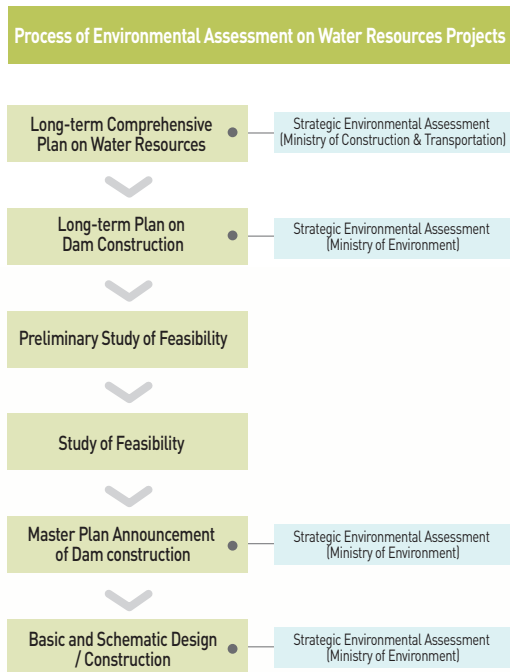 Process of Environmental Assessment on Water Resources Projects
Long-term Comprehensive
Plan on Water Resources
Strategic Environmental Assessment
(Ministry of Construction & Transportation)
Long-term Plan on
Dam Construction
Strategic Environmental Assessment
(Ministry of Environment)
Preliminary Study of Feasibility
Study of Feasibility
Master Plan Announcement
of Dam construction
Strategic Environmental Assessment
(Ministry of Environment)
Basic and Schematic Design
/ Construction
Strategic Environmental Assessment
(Ministry of Environment)